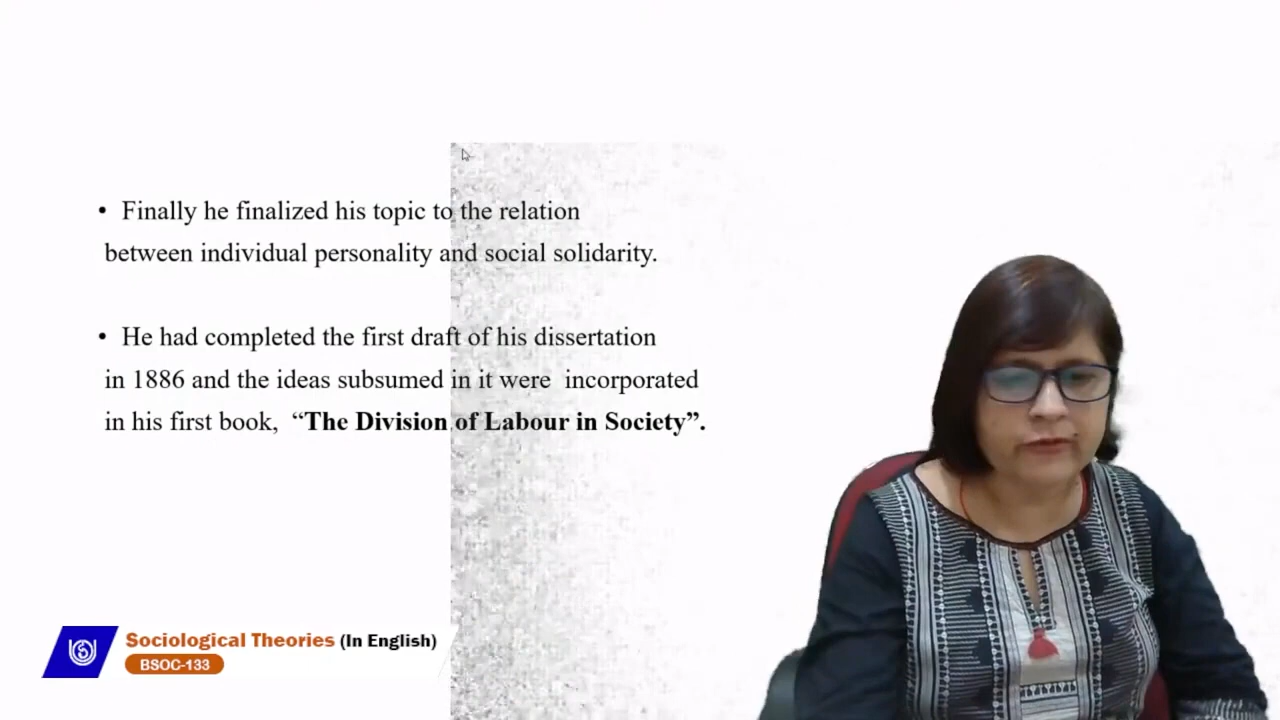 • Finally he finalized his topic to the relation
between individual personality and social solidarity.
• He had completed the first draft of his dissertation
in 1886 and the ideas subsumed in it were incorporated
in his first book, “The Division of Labour in Society”.
Sociological Theories (In English)
BSOC-133